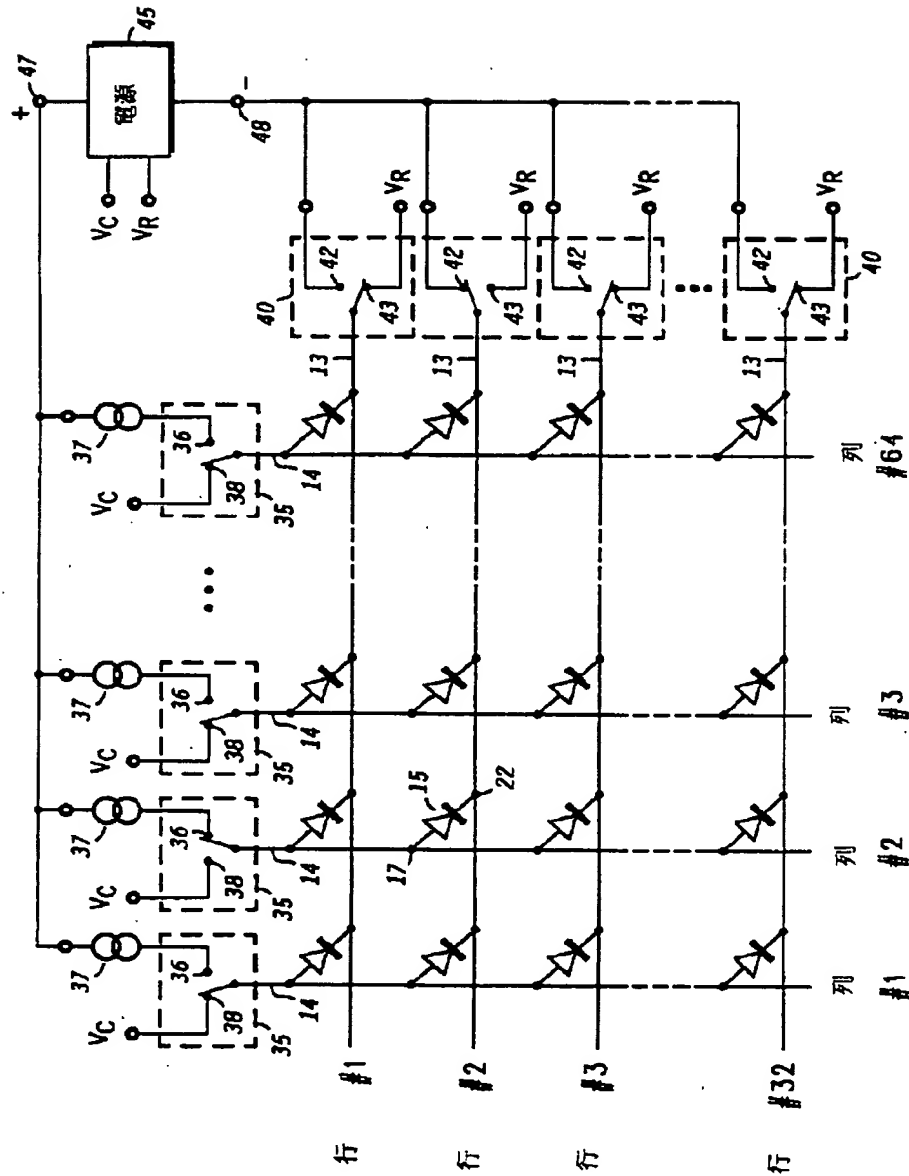 + 47
45
電源
VC
VR
- 48
37 37 37 37
VC VC VC VC
36 36 36 36
38 38 38 38
35 35 35 35
14 14 14 14
40
42 42 42 42
43 43 43 43
VR VR VR VR
40
13 13 13 13
15
17
22
行 #1
行 #2
行 #3
行 #32
列 #1
列 #2
列 #3
列 #64